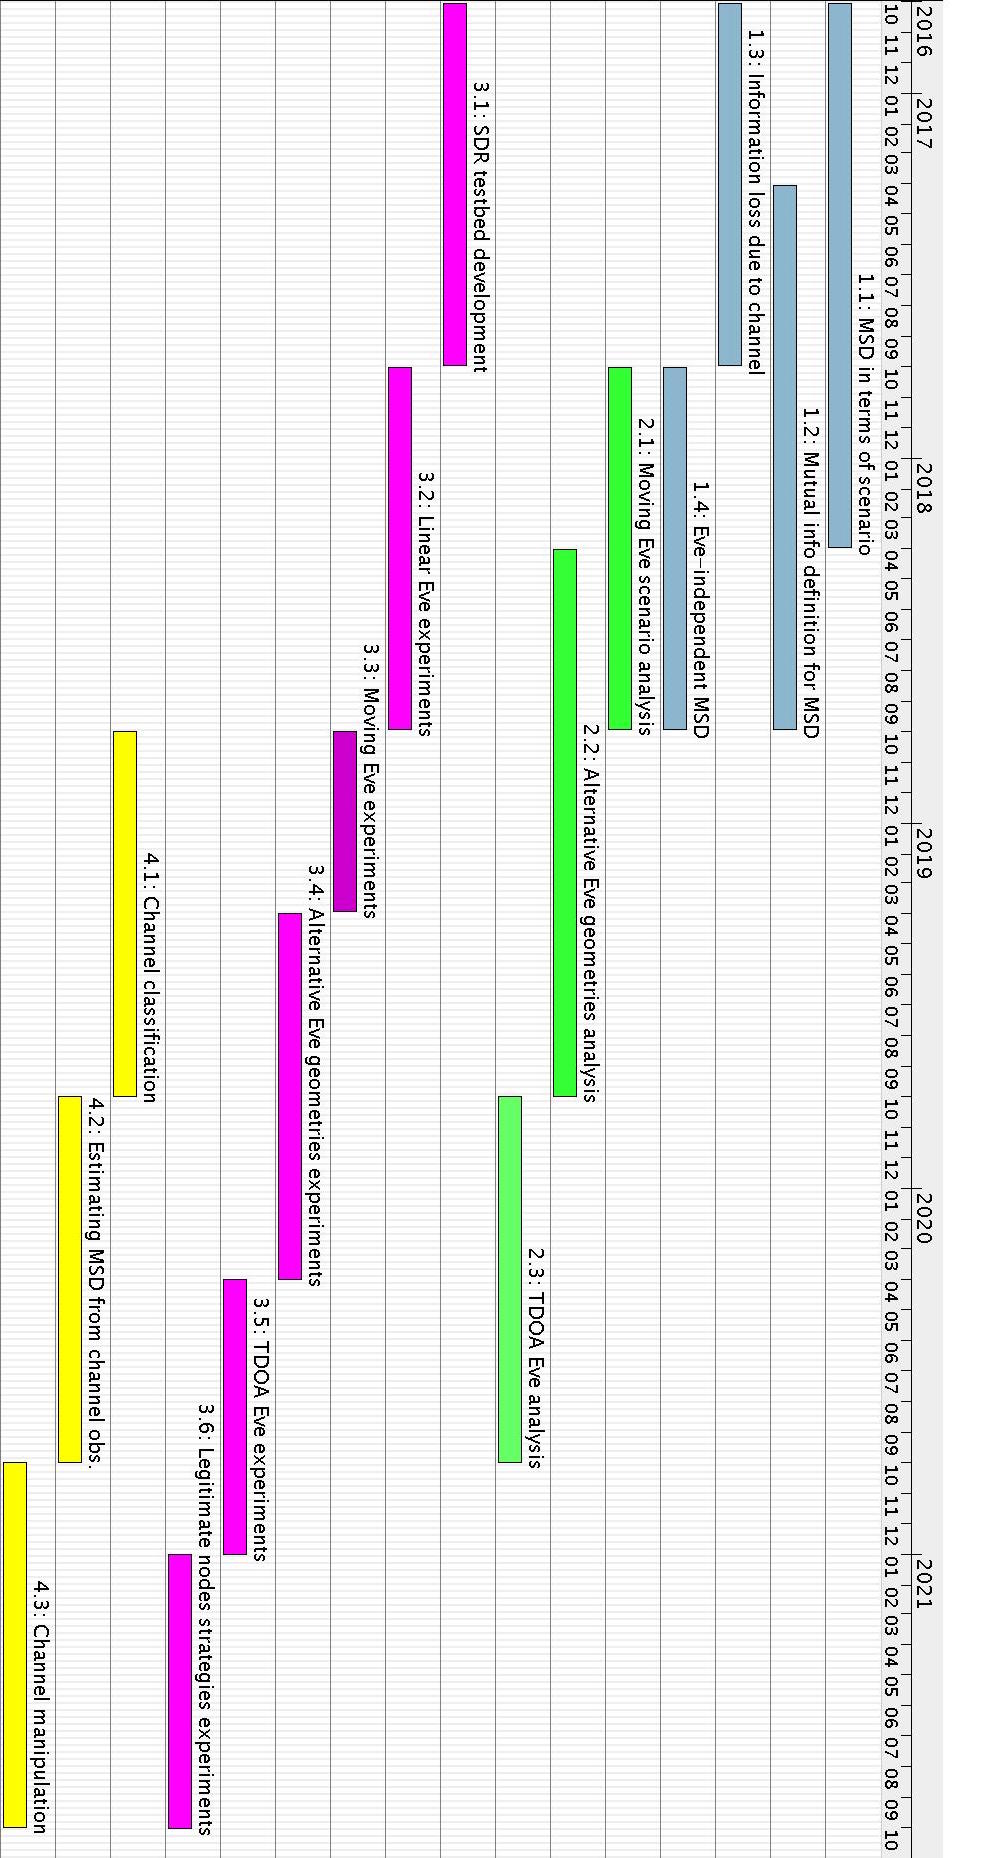 2016 2017 2018 2019 2020 2021
10 11 12 01 02 03 04 05 06 07 08 09 10 11 12 01 02 03 04 05 06 07 08 09 10 11 12 01 02 03 04 05 06 07 08 09 10 11 12 01 02 03 04 05 06 07 08 09 10 11 12 01 02 03 04 05 06 07 08 09 10
1.1: MSD in terms of scenario
1.2: Mutual info definition for MSD
1.3: Information loss due to channel
1.4: Eve-independent MSD
2.1: Moving Eve scenario analysis
2.2: Alternative Eve geometries analysis
2.3: TDOA Eve analysis
3.1: SDR testbed development
3.2: Linear Eve experiments
3.3: Moving Eve experiments
3.4: Alternative Eve geometries experiments
3.5: TDOA Eve experiments
3.6: Legitimate nodes strategies experiments
4.1: Channel classification
4.2: Estimating MSD from channel obs.
4.3: Channel manipulation